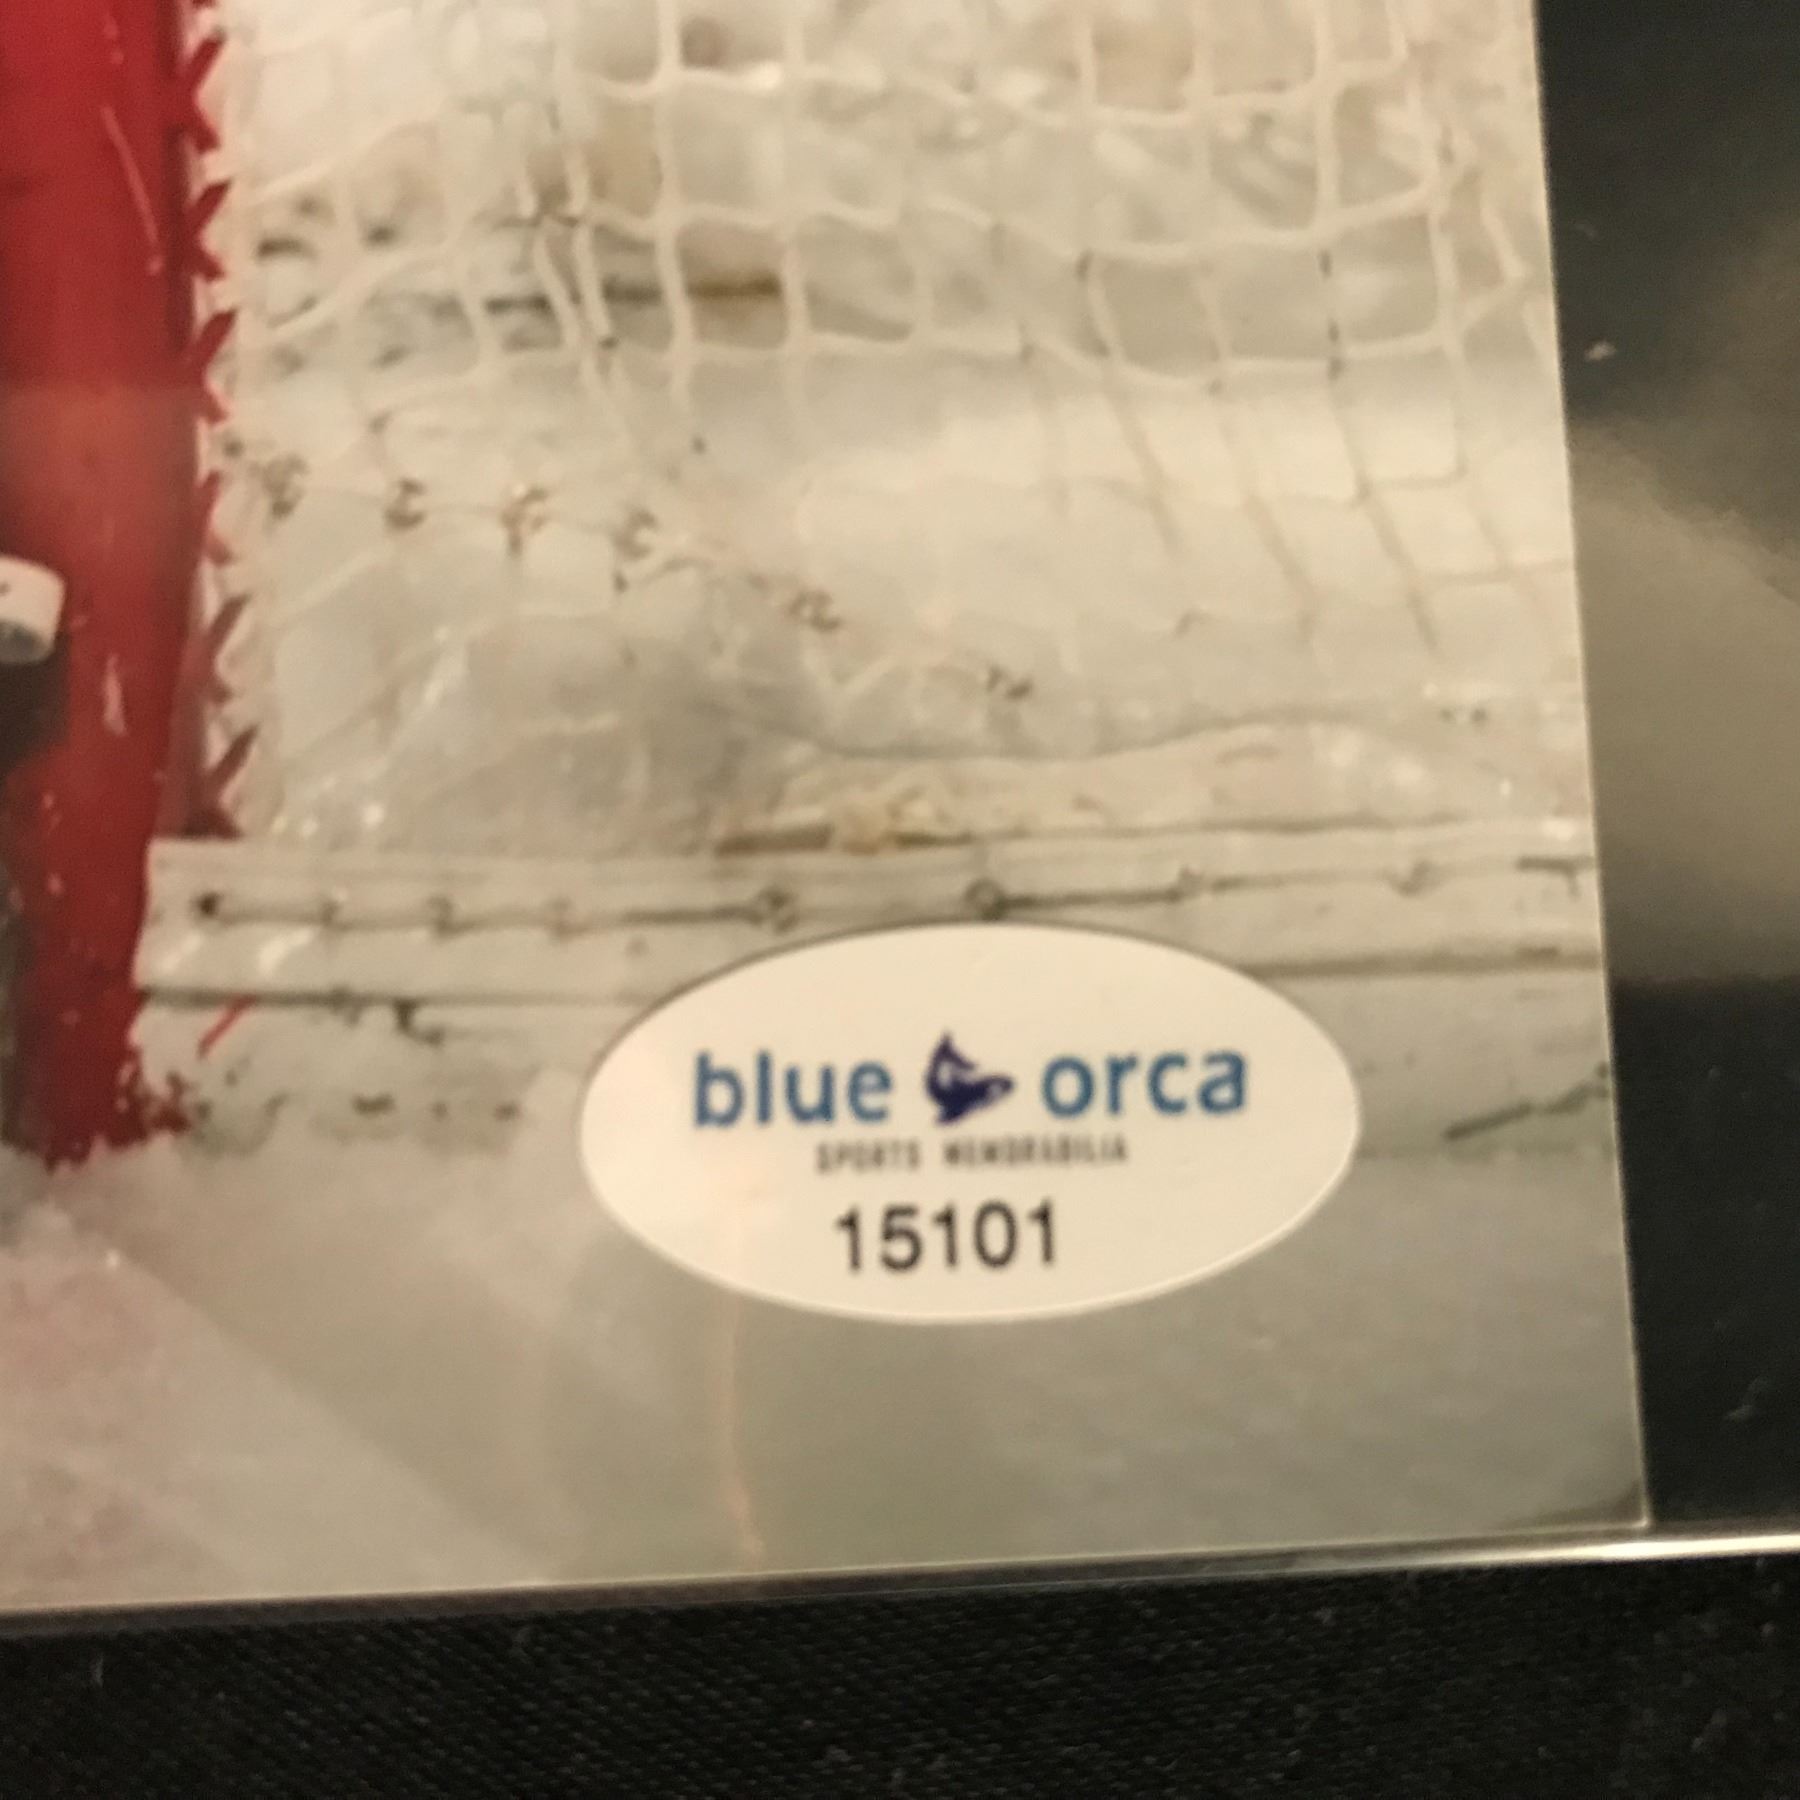 blue orca
SPORTS MEMORABILIA
15101